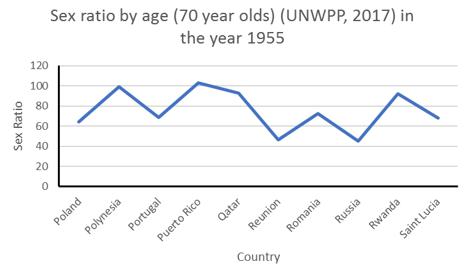 Sex ratio by age (70 year olds) (UNWPP, 2017) in
the year 1955
120
100
80
60
40
20
0
Sex Ratio
Poland
Polynesia
Portugal
Puerto Rico
Qatar
Reunion
Romania
Russia
Rwanda
Saint Lucia
Country